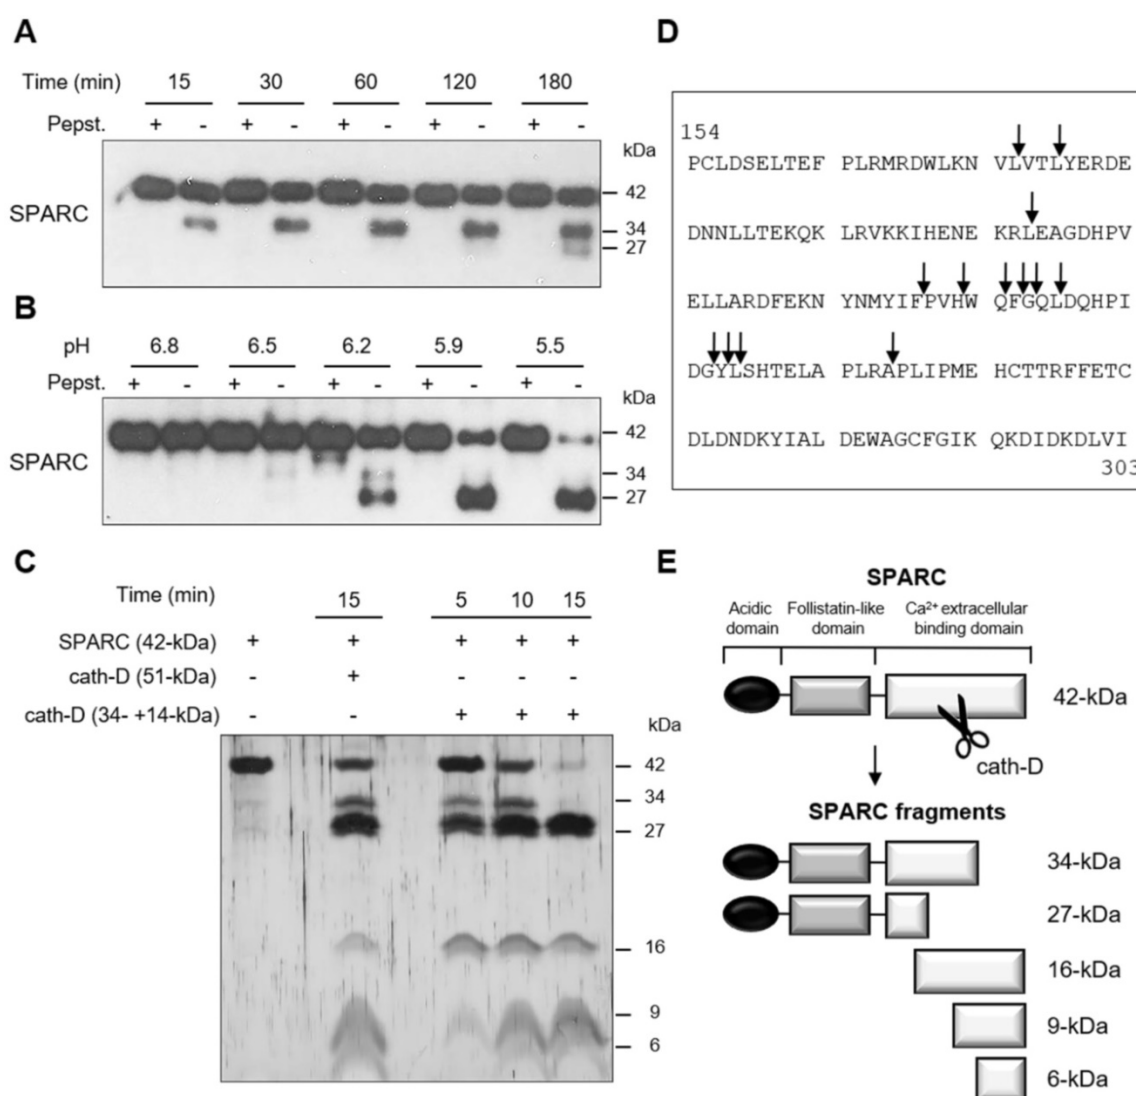 A
Time (min) 15 30 60 120 180
Pepst. + - + - + - + - + -
kDa
SPARC
42
34
27
B
pH 6.8 6.5 6.2 5.9 5.5
Pepst. + - + - + - + - + -
kDa
SPARC
42
34
27
C
Time (min) 15 5 10 15
SPARC (42-kDa) + + + + +
cath-D (51-kDa) - + - - -
cath-D (34- +14-kDa) - - + + +
kDa
42
34
27
16
9
6
D
154
PCLDSELTEF PLRMRDWLKN VLVTLYERDE
DNNLLTEKQK LRVKKIHENE KRLEAGDHPV
ELLARDFEKN YNMYIFPVHW QFGQLDQHPI
DGYLSHTELA PLRAPLIPME HCTTRFFETC
DLDNDKYIAL DEWAGCFGIK QKDIDKDLVI
303
E
SPARC
Acidic domain
Follistatin-like domain
Ca²⁺ extracellular binding domain
42-kDa
cath-D
SPARC fragments
34-kDa
27-kDa
16-kDa
9-kDa
6-kDa